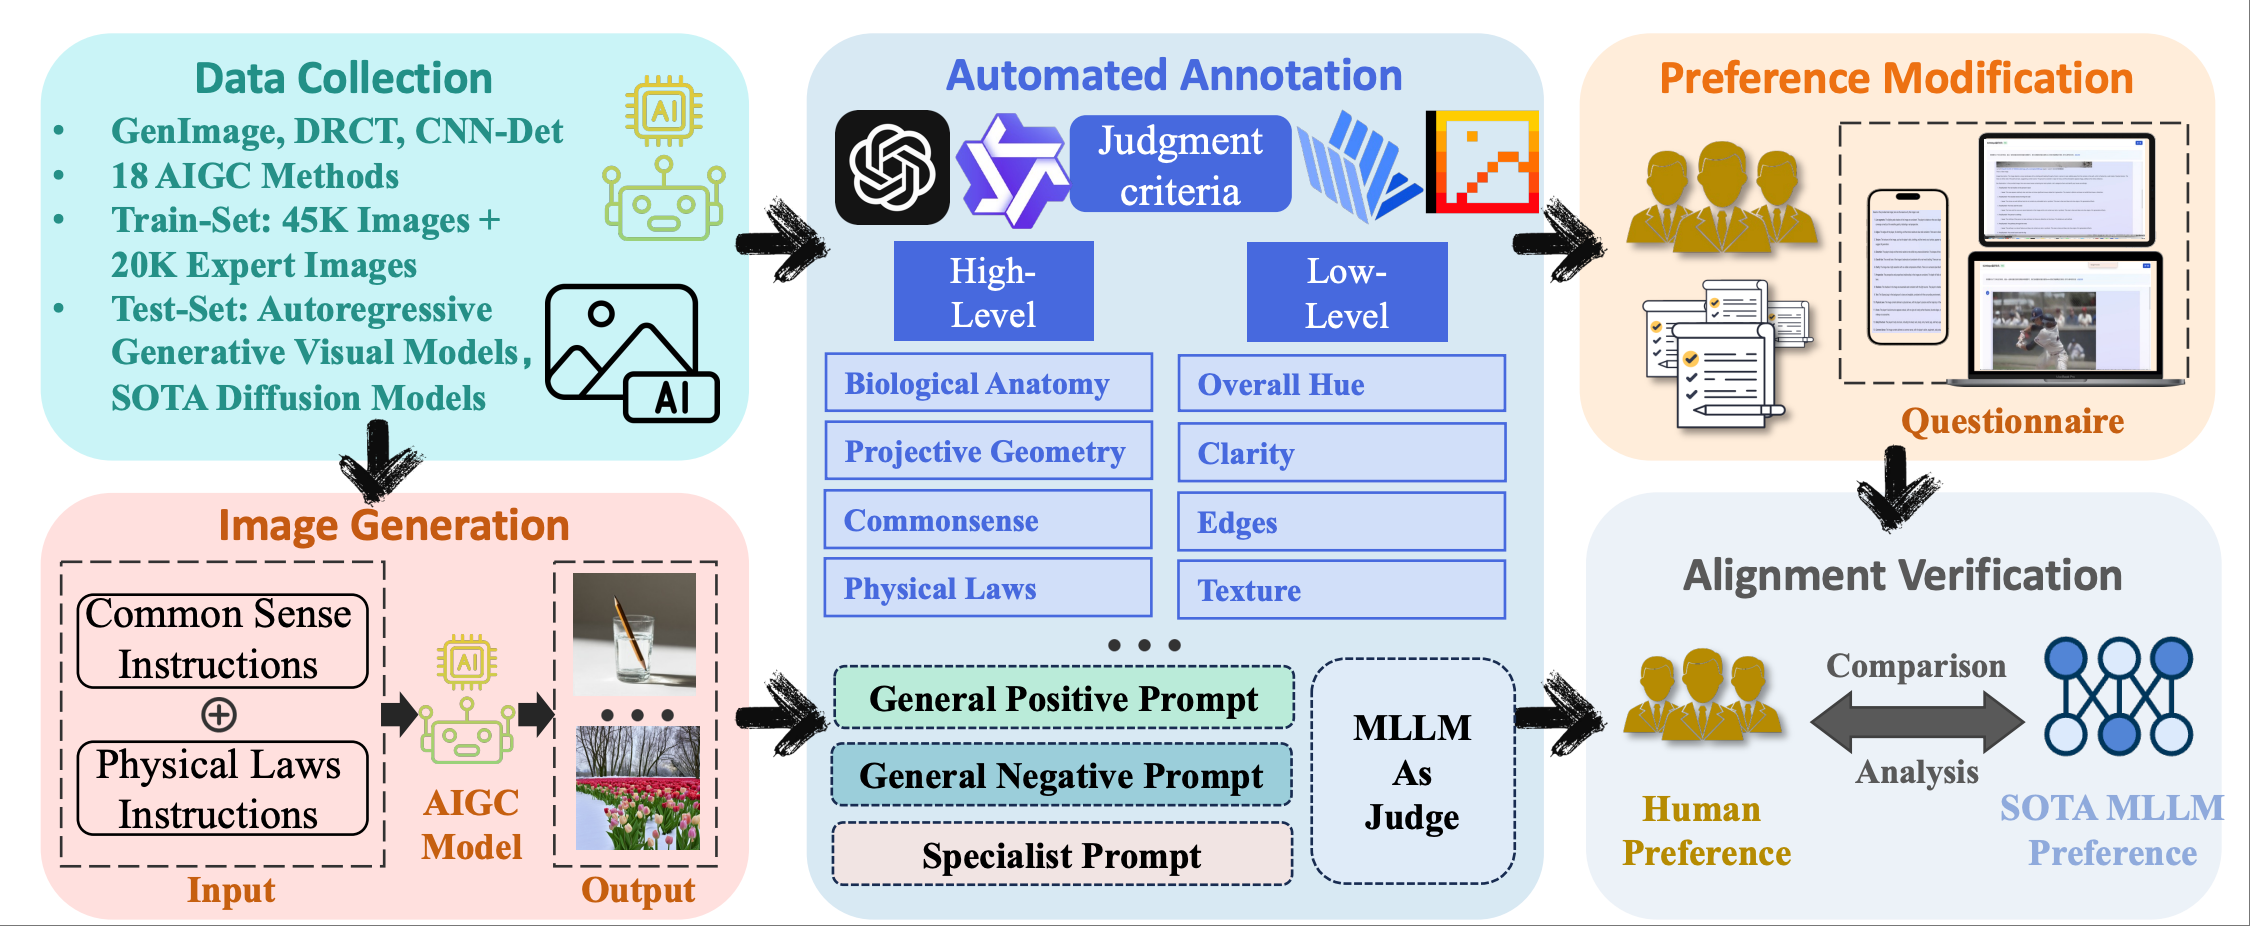 Data Collection
AI
• GenImage, DRCT, CNN-Det
• 18 AIGC Methods
• Train-Set: 45K Images +
20K Expert Images
• Test-Set: Autoregressive
Generative Visual Models,
SOTA Diffusion Models
AI
Image Generation
Common Sense
Instructions
Physical Laws
Instructions
Input
AI
AIGC
Model
Output
Automated Annotation
Judgment
criteria
High-
Level
Low-
Level
Biological Anatomy
Overall Hue
Projective Geometry
Clarity
Commonsense
Edges
Physical Laws
Texture
General Positive Prompt
General Negative Prompt
Specialist Prompt
MLLM
As
Judge
Preference Modification
Questionnaire
Alignment Verification
Comparison
Analysis
Human
Preference
SOTA MLLM
Preference